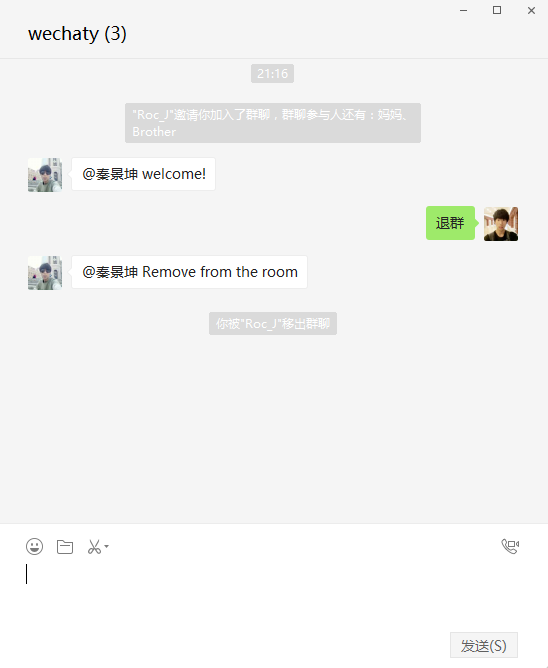 wechaty (3)
21:16
"Roc_J"邀请你加入了群聊，群聊参与人还有：妈妈、
Brother
@秦景坤 welcome!
退群
@秦景坤 Remove from the room
你被"Roc_J"移出群聊
发送(S)